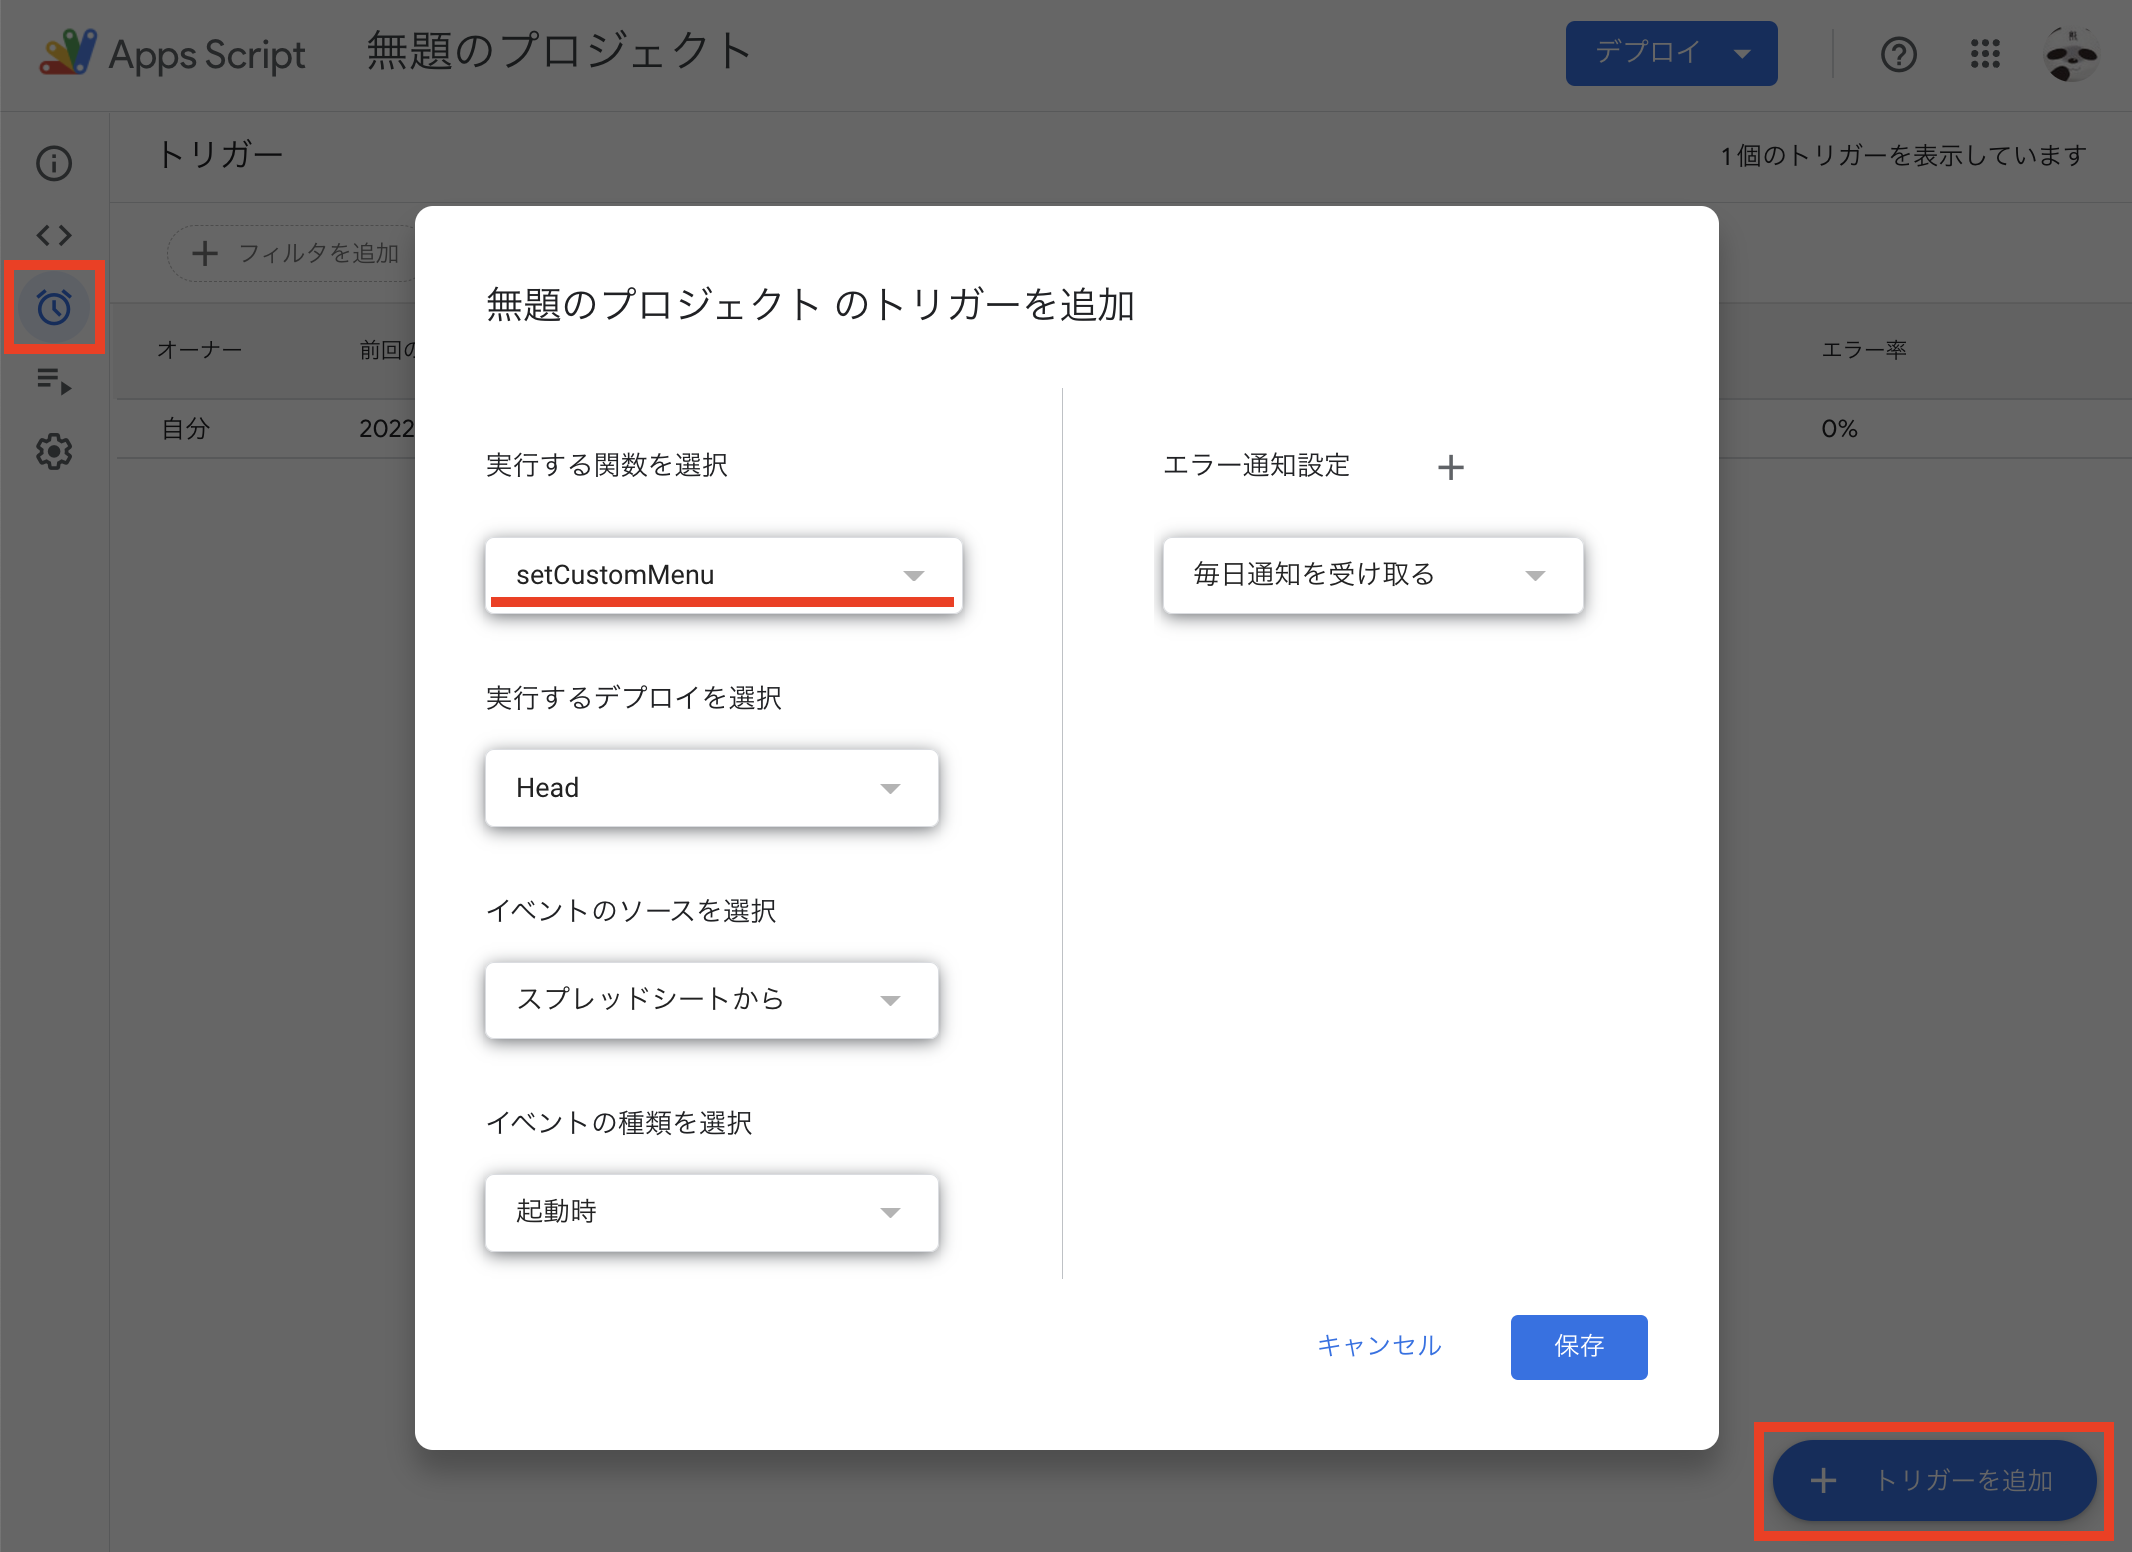 Apps Script 無題のプロジェクト デプロイ
トリガー 1 個のトリガーを表示しています
フィルタを追加
オーナー 前回の エラー率
自分 2022 0%
無題のプロジェクト のトリガーを追加
実行する関数を選択
setCustomMenu
実行するデプロイを選択
Head
イベントのソースを選択
スプレッドシートから
イベントの種類を選択
起動時
エラー通知設定
毎日通知を受け取る
キャンセル 保存
トリガーを追加